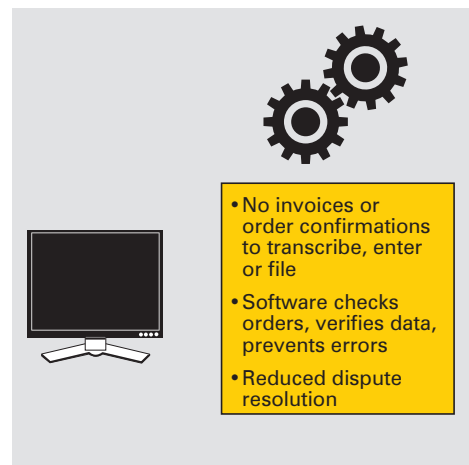 •No invoices or
order confirmations
to transcribe, enter
or file
•Software checks
orders, verifies data,
prevents errors
•Reduced dispute
resolution